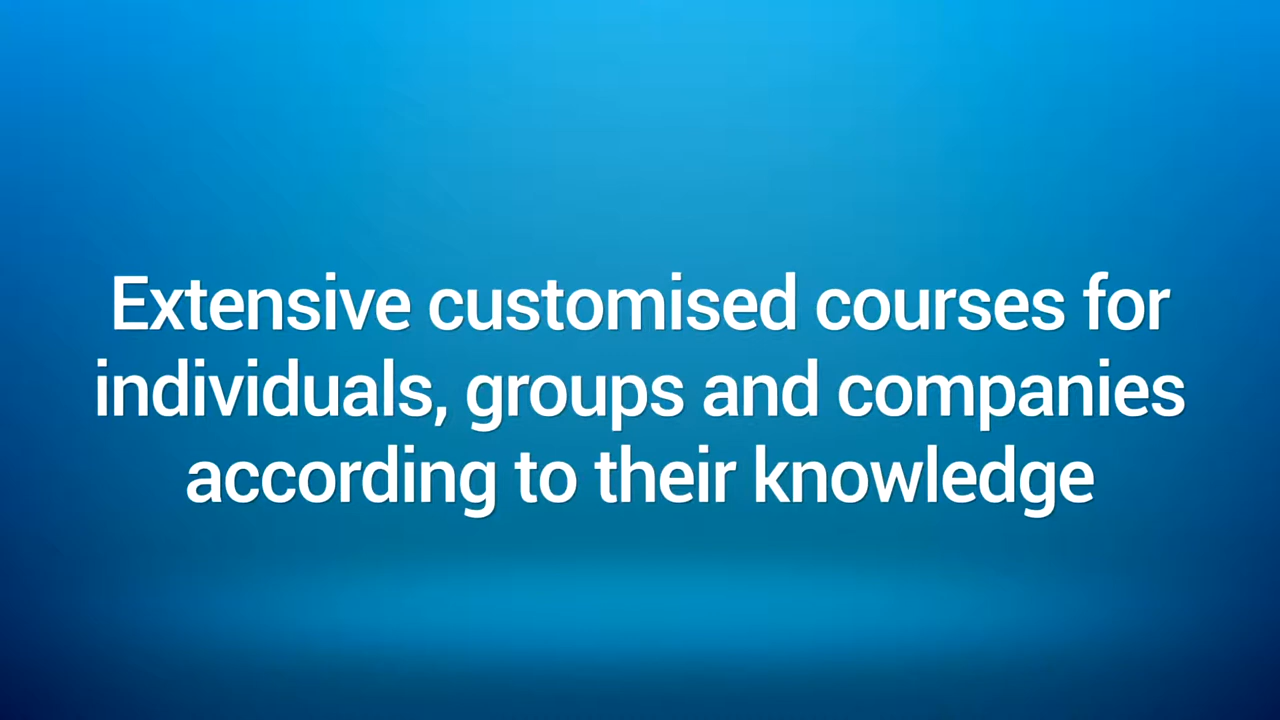 Extensive customised courses for
individuals, groups and companies
according to their knowledge